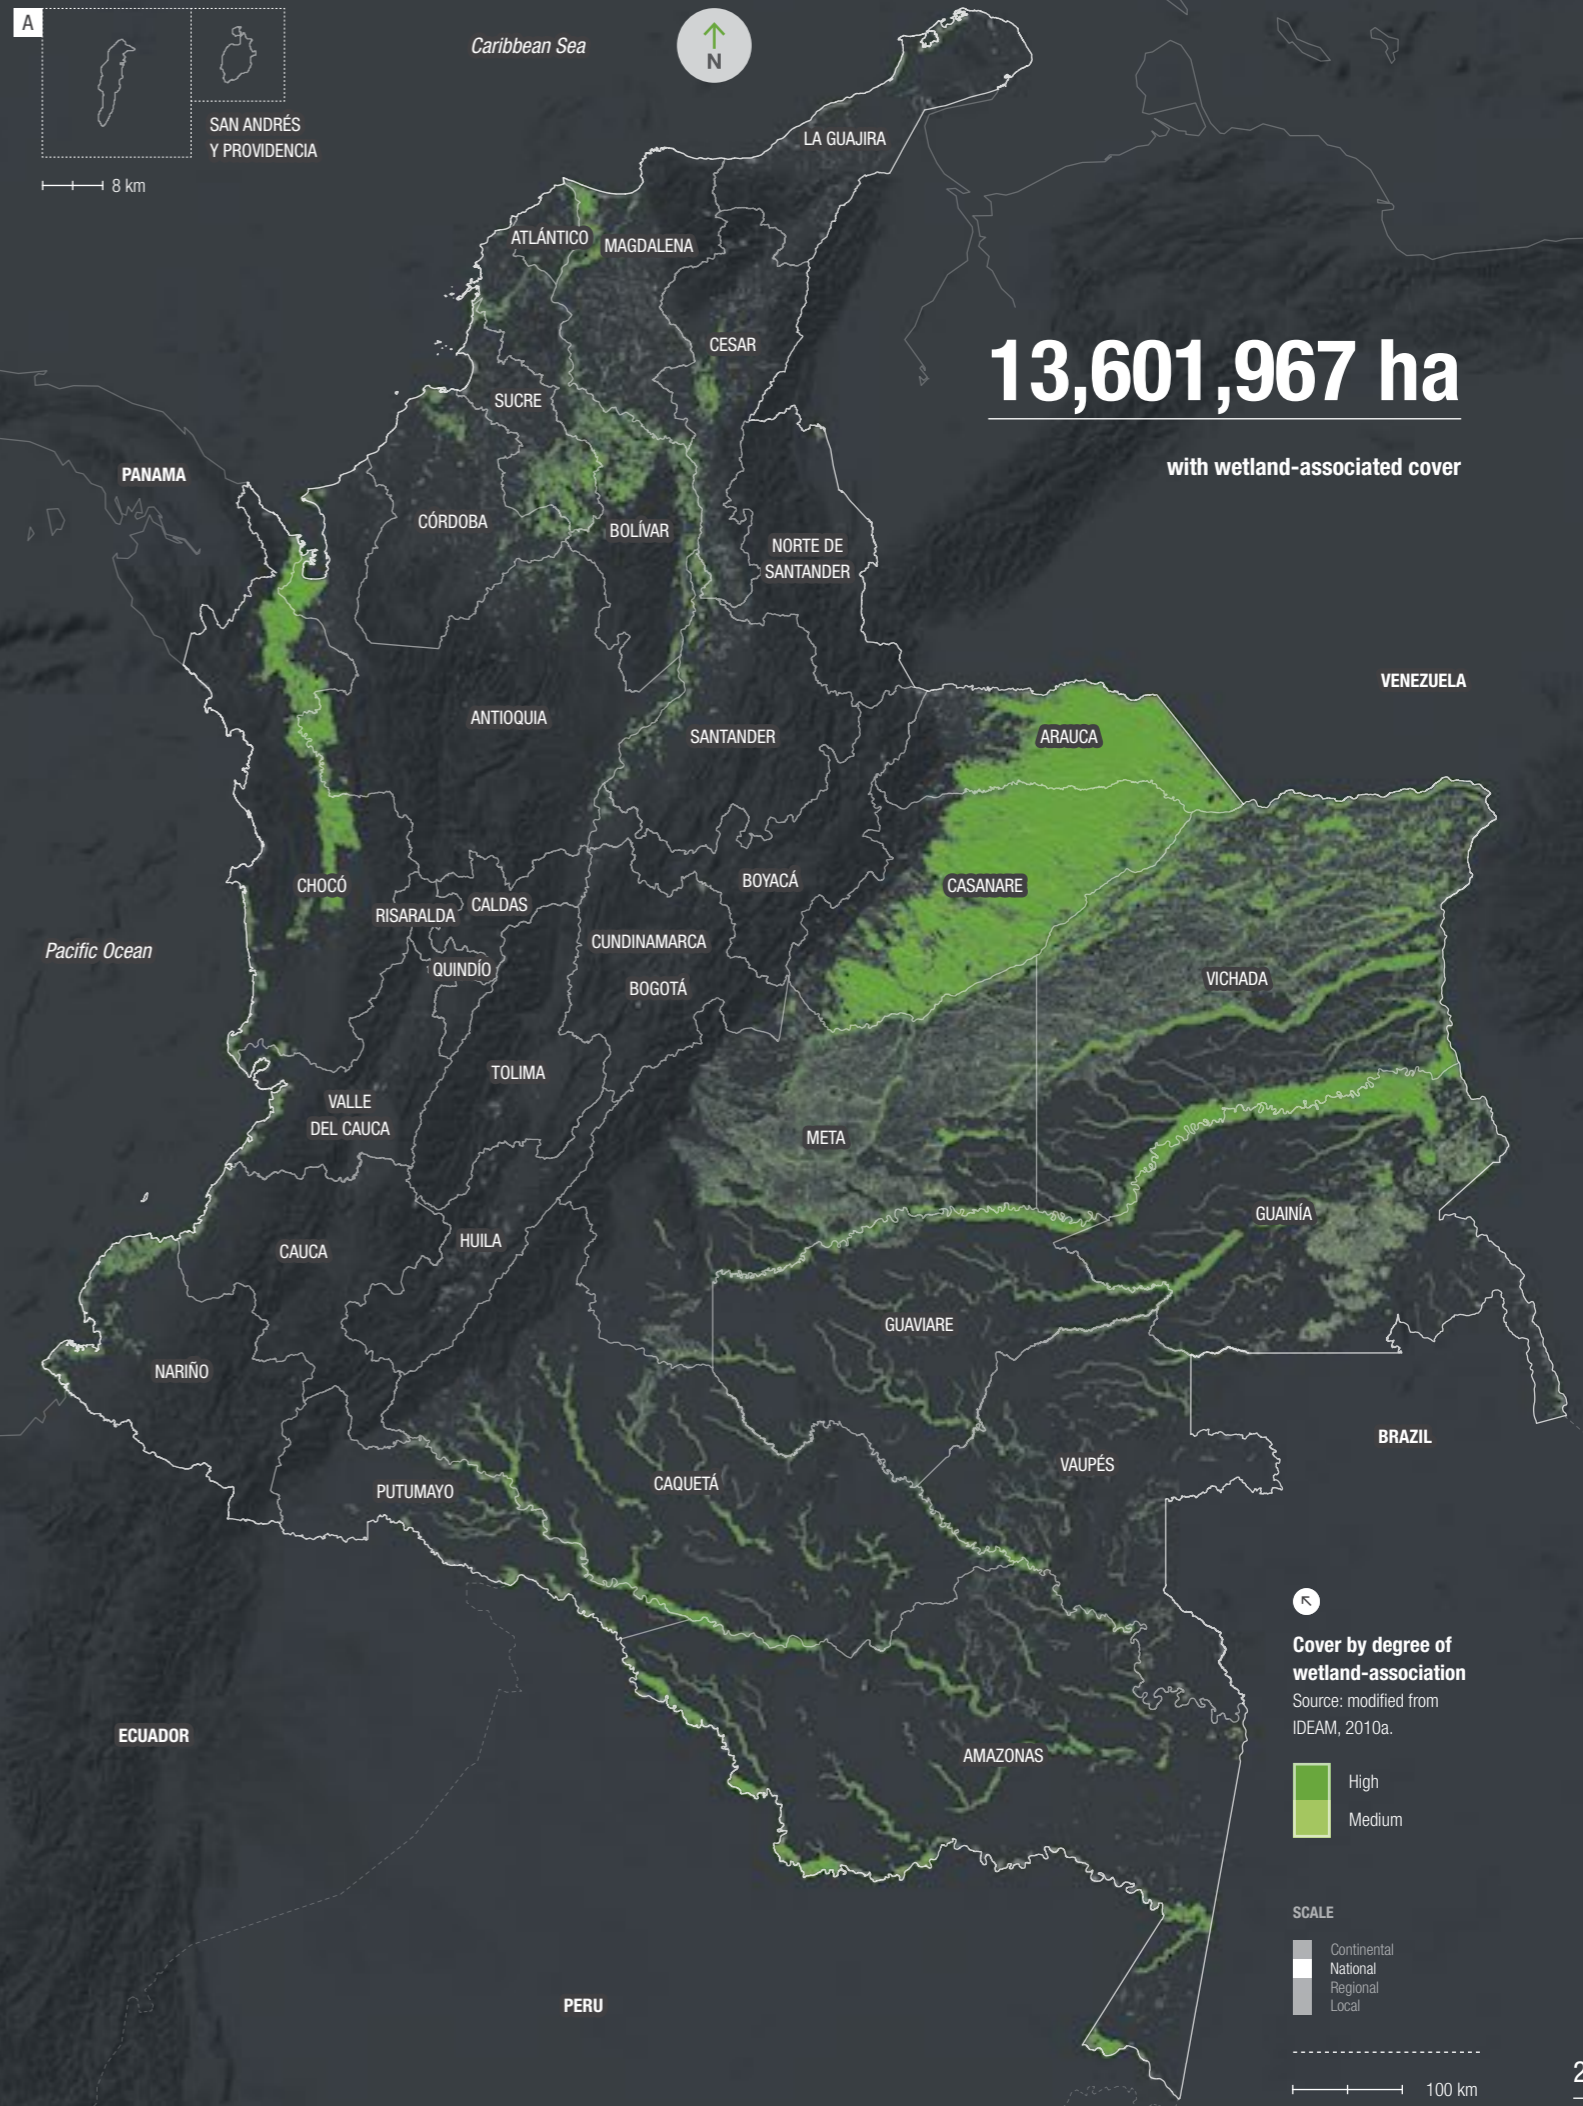 A
Caribbean Sea
N
SAN ANDRÉS
Y PROVIDENCIA
8 km
LA GUAJIRA
ATLÁNTICO
MAGDALENA
CESAR
13,601,967 ha
with wetland-associated cover
SUCRE
PANAMA
CÓRDOBA
BOLÍVAR
NORTE DE
SANTANDER
VENEZUELA
ANTIOQUIA
SANTANDER
ARAUCA
CHOCÓ
RISARALDA
CALDAS
BOYACÁ
CASANARE
Pacific Ocean
CUNDINAMARCA
QUINDÍO
BOGOTÁ
VICHADA
TOLIMA
VALLE
DEL CAUCA
META
CAUCA
HUILA
GUAINÍA
GUAVIARE
NARIÑO
BRAZIL
VAUPÉS
CAQUETÁ
PUTUMAYO
ECUADOR
AMAZONAS
PERU
Cover by degree of
wetland-association
Source: modified from
IDEAM, 2010a.
High
Medium
SCALE
Continental
National
Regional
Local
100 km
2